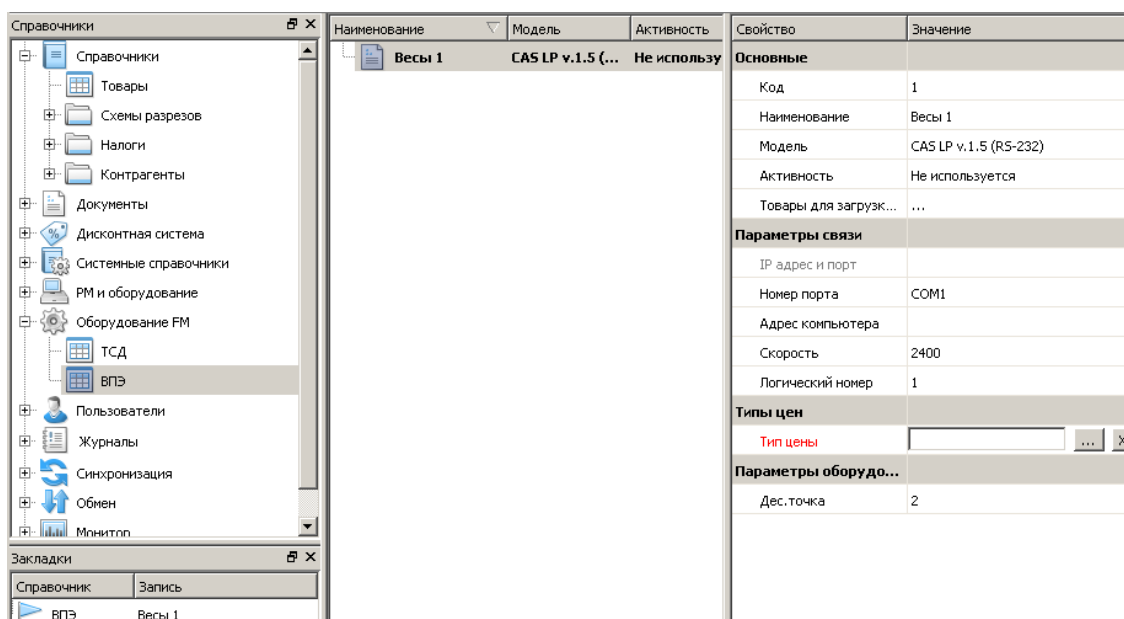 Справочники
Справочники
Товары
Схемы разрезов
Налоги
Контрагенты
Документы
Дисконтная система
Системные справочники
РМ и оборудование
Оборудование FM
ТСД
ВПЭ
Пользователи
Журналы
Синхронизация
Обмен
Монитор
Закладки
Справочник Запись
ВПЭ Весы 1
Наименование Модель Активность
Весы 1 CAS LP v.1.5 (... Не использу
Свойство Значение
Основные
Код 1
Наименование Весы 1
Модель CAS LP v.1.5 (RS-232)
Активность Не используется
Товары для загрузк... ...
Параметры связи
IP адрес и порт
Номер порта COM1
Адрес компьютера
Скорость 2400
Логический номер 1
Типы цен
Тип цены ... X
Параметры оборудо...
Дес.точка 2